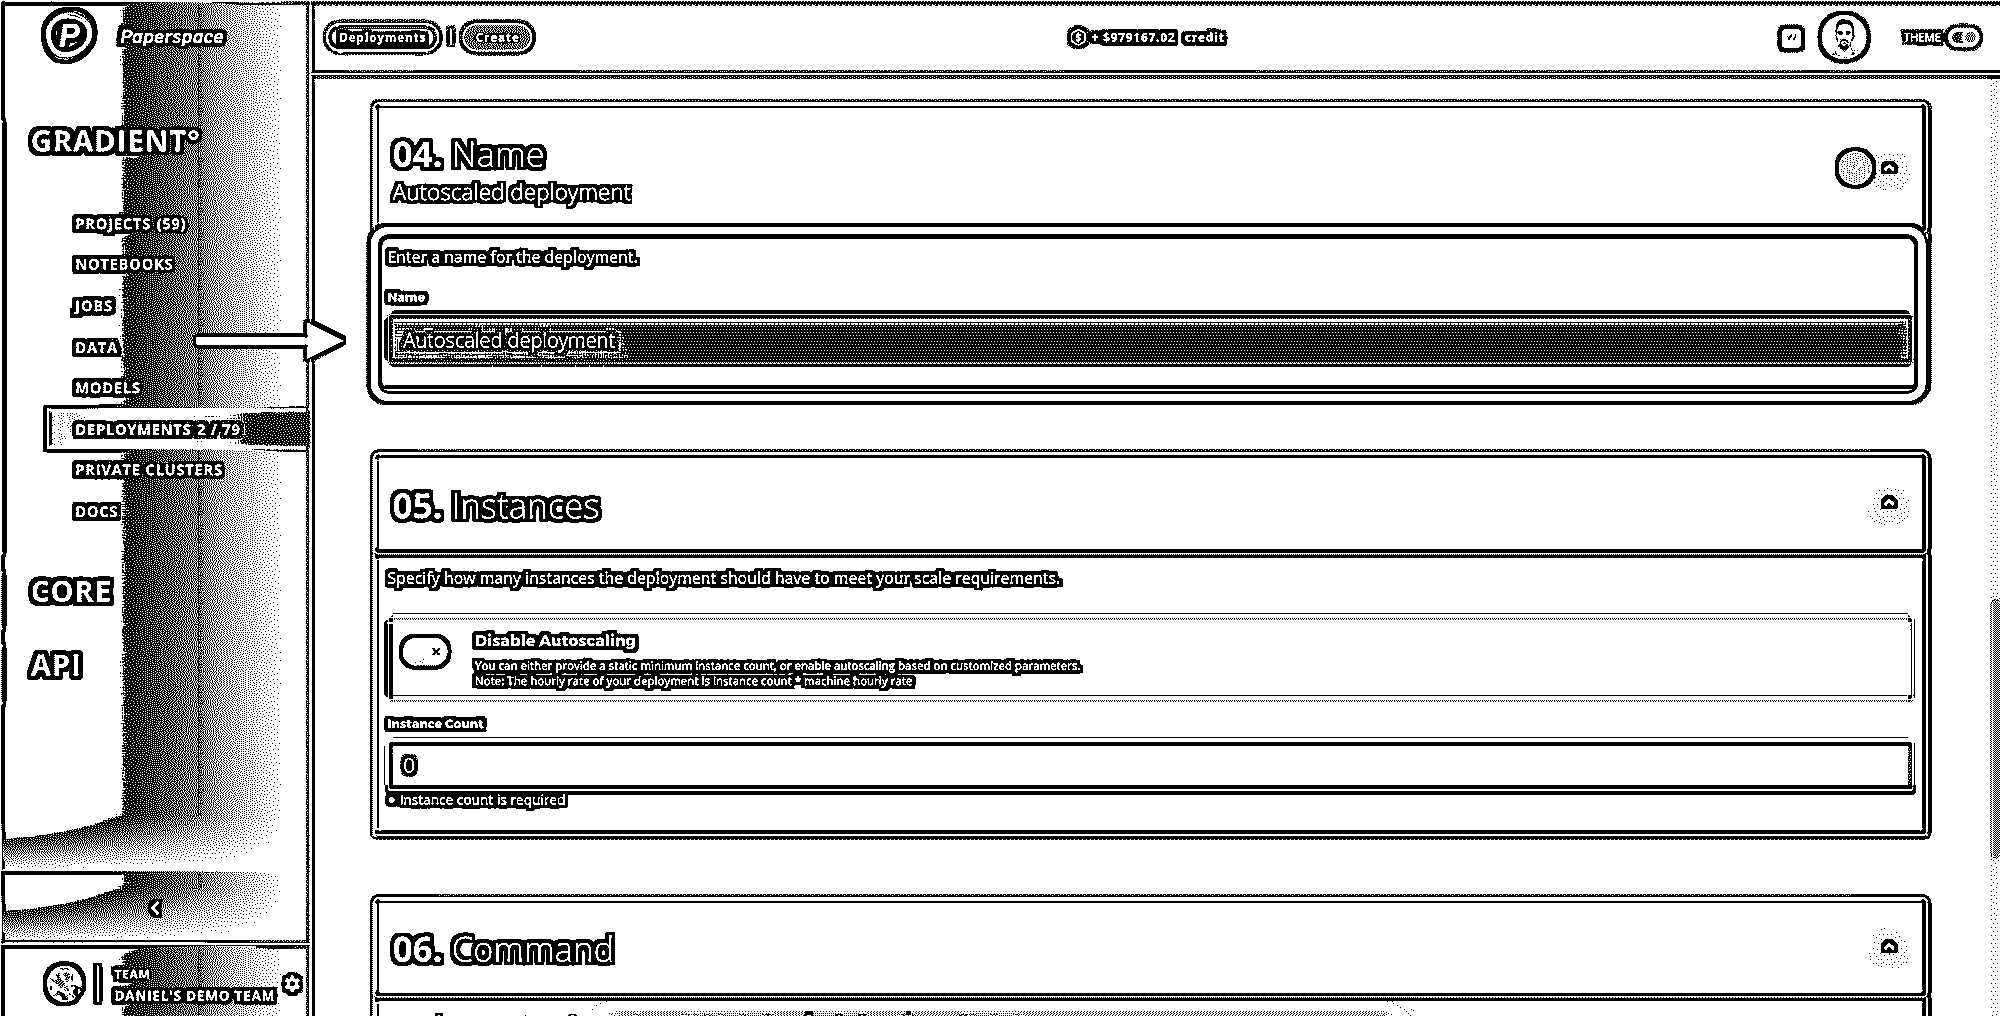 Paperspace
Deployments
Create
+ $979167.02 credit
THEME
GRADIENT°
PROJECTS (59)
NOTEBOOKS
JOBS
DATA
MODELS
DEPLOYMENTS 2 / 79
PRIVATE CLUSTERS
DOCS
CORE
API
TEAM
DANIEL'S DEMO TEAM
04. Name
Autoscaled deployment
Enter a name for the deployment.
Name
Autoscaled deployment
05. Instances
Specify how many instances the deployment should have to meet your scale requirements.
Disable Autoscaling
You can either provide a static minimum instance count, or enable autoscaling based on customized parameters.
Note: The hourly rate of your deployment is instance count * machine hourly rate
Instance Count
0
• Instance count is required
06. Command